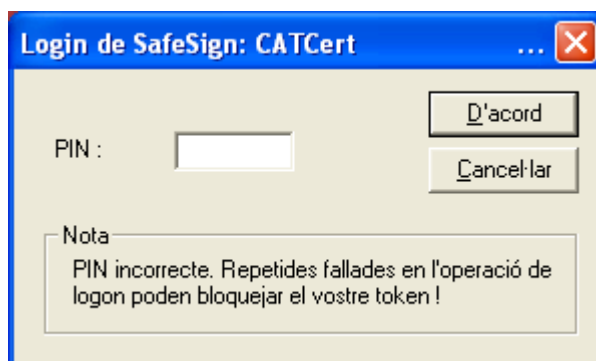 Login de SafeSign: CATCert ...
D'acord
PIN :
Cancel·lar
Nota
PIN incorrecte. Repetides fallades en l'operació de
logon poden bloquejar el vostre token !